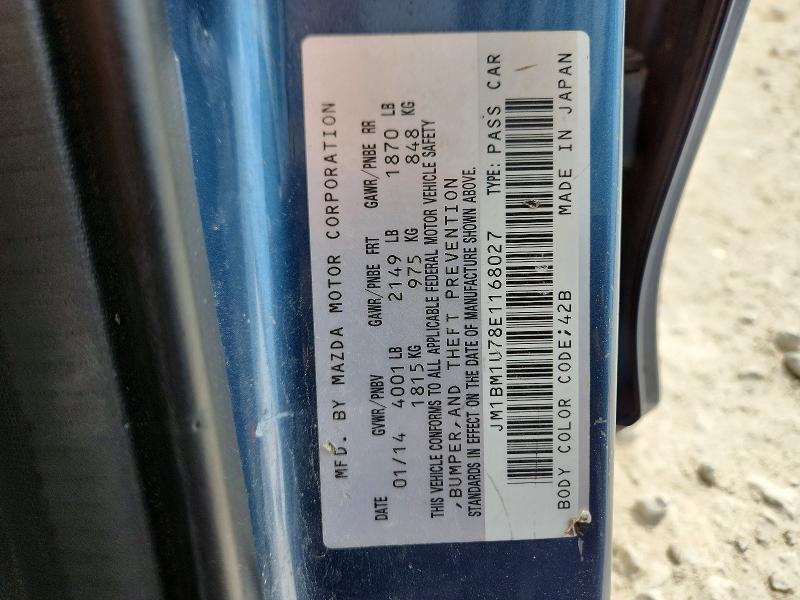 MFD. BY MAZDA MOTOR CORPORATION
DATE GVWR/PNBV GAWR/PNBE FRT GAWR/PNBE RR
01/14 4001 LB 2149 LB 1870 LB
1815 KG 975 KG 848 KG
THIS VEHICLE CONFORMS TO ALL APPLICABLE FEDERAL MOTOR VEHICLE SAFETY
,BUMPER,AND THEFT PREVENTION
STANDARDS IN EFFECT ON THE DATE OF MANUFACTURE SHOWN ABOVE.
JM1BM1U78E1168027 TYPE: PASS CAR
BODY COLOR CODE;42B MADE IN JAPAN